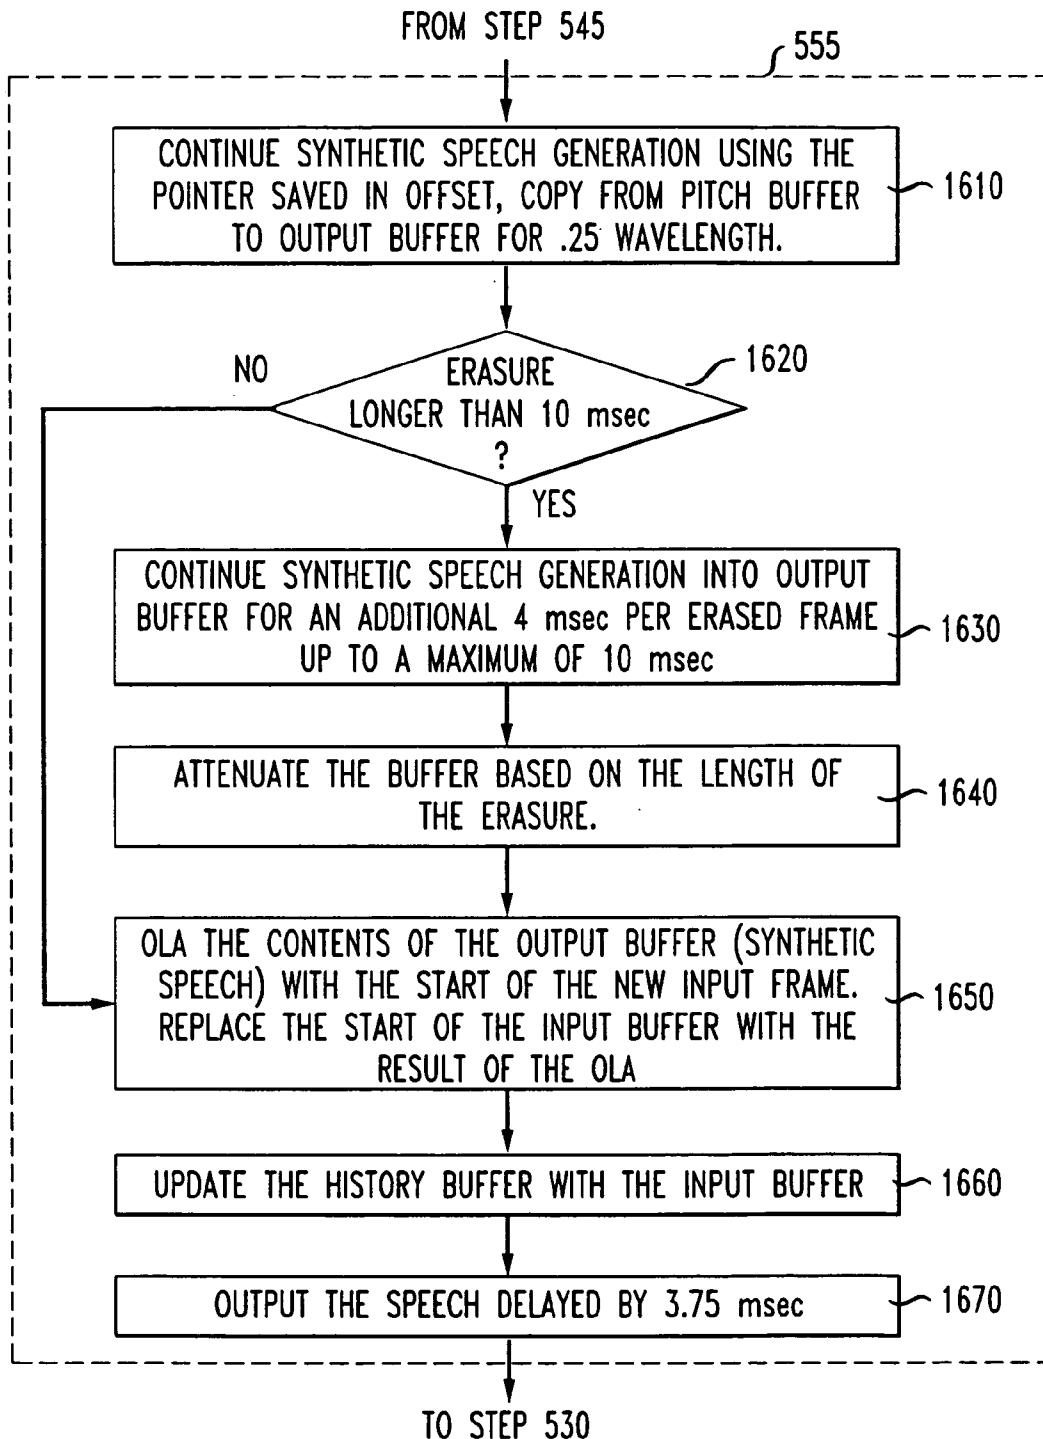 FROM STEP 545
555
CONTINUE SYNTHETIC SPEECH GENERATION USING THE
POINTER SAVED IN OFFSET, COPY FROM PITCH BUFFER
TO OUTPUT BUFFER FOR .25 WAVELENGTH.
1610
NO
ERASURE
LONGER THAN 10 msec
?
1620
YES
CONTINUE SYNTHETIC SPEECH GENERATION INTO OUTPUT
BUFFER FOR AN ADDITIONAL 4 msec PER ERASED FRAME
UP TO A MAXIMUM OF 10 msec
1630
ATTENUATE THE BUFFER BASED ON THE LENGTH OF
THE ERASURE.
1640
OLA THE CONTENTS OF THE OUTPUT BUFFER (SYNTHETIC
SPEECH) WITH THE START OF THE NEW INPUT FRAME.
REPLACE THE START OF THE INPUT BUFFER WITH THE
RESULT OF THE OLA
1650
UPDATE THE HISTORY BUFFER WITH THE INPUT BUFFER
1660
OUTPUT THE SPEECH DELAYED BY 3.75 msec
1670
TO STEP 530